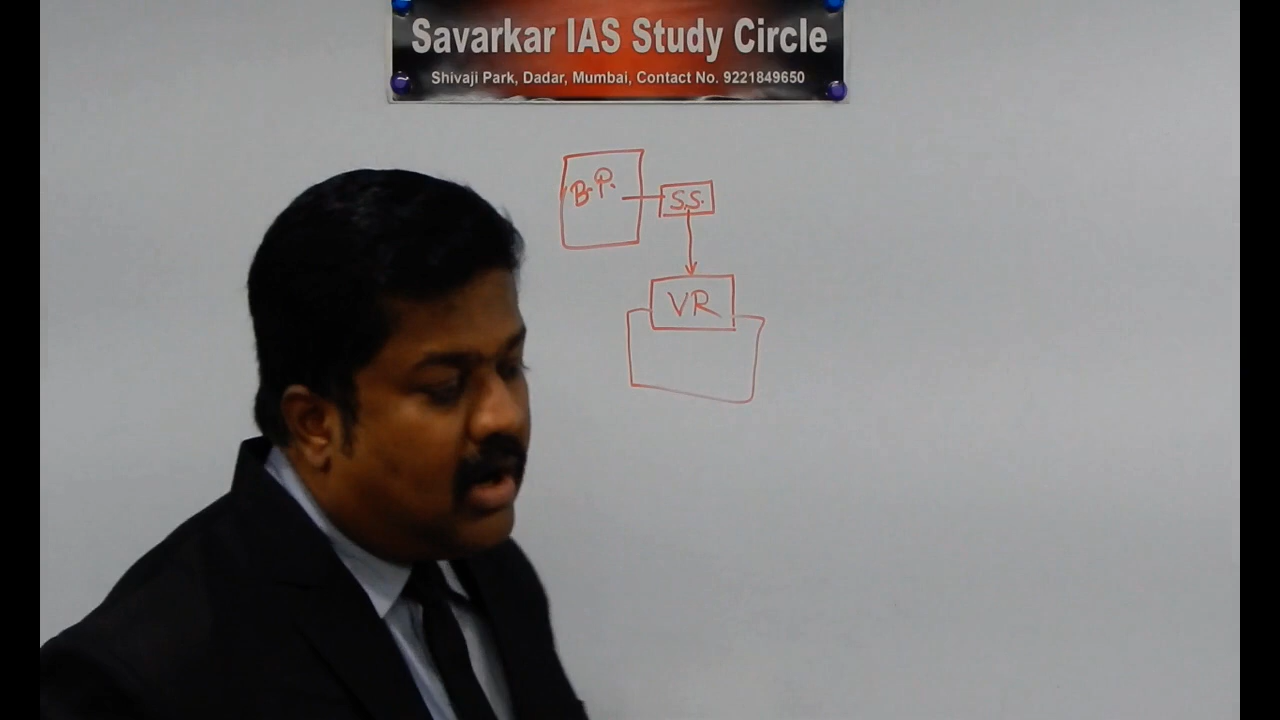 Savarkar IAS Study Circle
Shivaji Park, Dadar, Mumbai, Contact No. 9221849650
B.P.
S.S.
VR